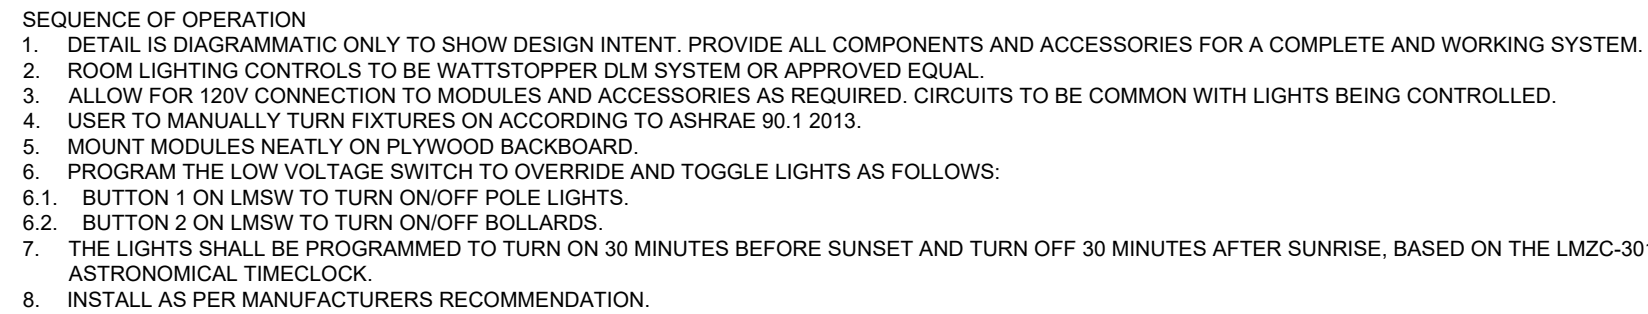 SEQUENCE OF OPERATION
1. DETAIL IS DIAGRAMMATIC ONLY TO SHOW DESIGN INTENT. PROVIDE ALL COMPONENTS AND ACCESSORIES FOR A COMPLETE AND WORKING SYSTEM.
2. ROOM LIGHTING CONTROLS TO BE WATTSTOPPER DLM SYSTEM OR APPROVED EQUAL.
3. ALLOW FOR 120V CONNECTION TO MODULES AND ACCESSORIES AS REQUIRED. CIRCUITS TO BE COMMON WITH LIGHTS BEING CONTROLLED.
4. USER TO MANUALLY TURN FIXTURES ON ACCORDING TO ASHRAE 90.1 2013.
5. MOUNT MODULES NEATLY ON PLYWOOD BACKBOARD.
6. PROGRAM THE LOW VOLTAGE SWITCH TO OVERRIDE AND TOGGLE LIGHTS AS FOLLOWS:
6.1. BUTTON 1 ON LMSW TO TURN ON/OFF POLE LIGHTS.
6.2. BUTTON 2 ON LMSW TO TURN ON/OFF BOLLARDS.
7. THE LIGHTS SHALL BE PROGRAMMED TO TURN ON 30 MINUTES BEFORE SUNSET AND TURN OFF 30 MINUTES AFTER SUNRISE, BASED ON THE LMZC-301
ASTRONOMICAL TIMECLOCK.
8. INSTALL AS PER MANUFACTURERS RECOMMENDATION.